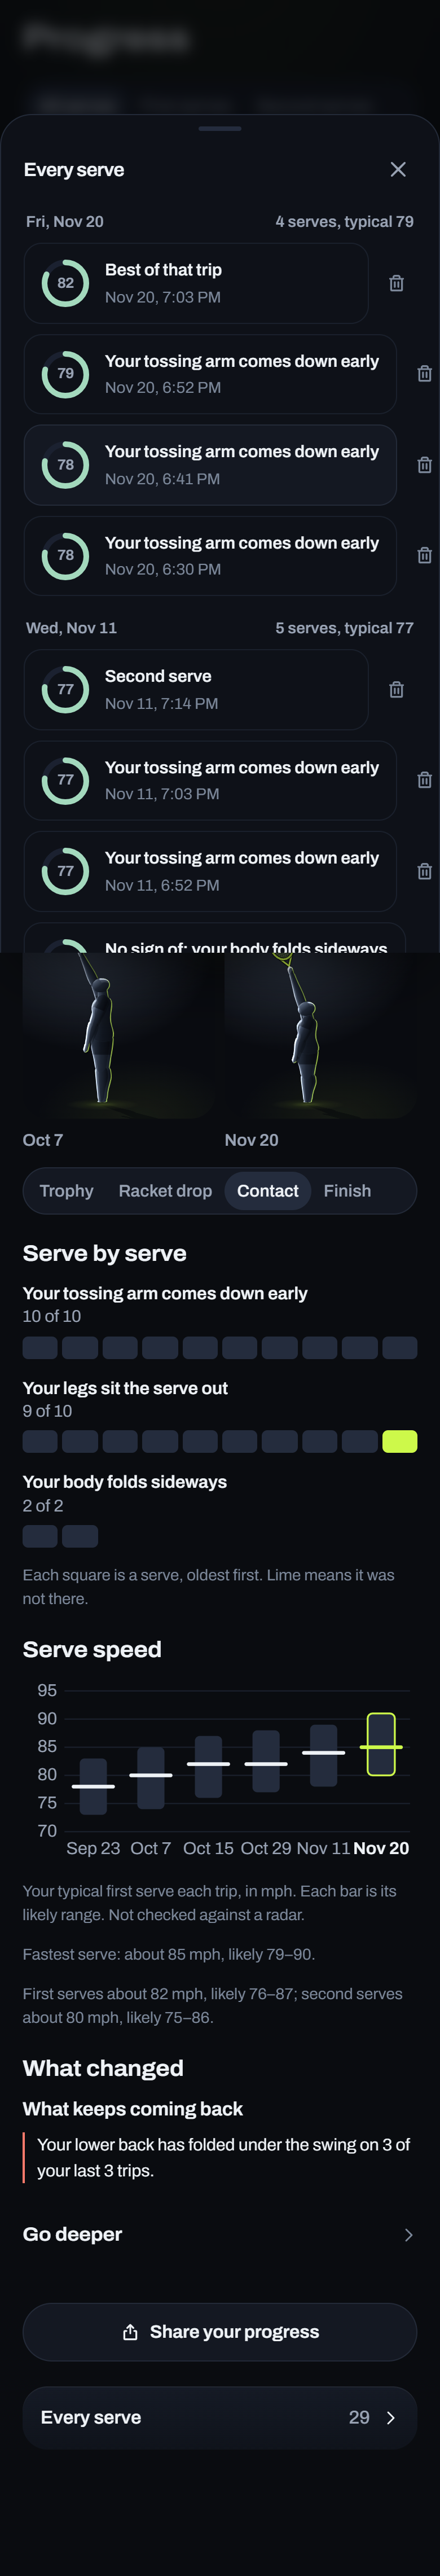 Progress
Every serve
Fri, Nov 20
4 serves, typical 79
82
Best of that trip
Nov 20, 7:03 PM
79
Your tossing arm comes down early
Nov 20, 6:52 PM
78
Your tossing arm comes down early
Nov 20, 6:41 PM
78
Your tossing arm comes down early
Nov 20, 6:30 PM
Wed, Nov 11
5 serves, typical 77
77
Second serve
Nov 11, 7:14 PM
77
Your tossing arm comes down early
Nov 11, 7:03 PM
77
Your tossing arm comes down early
Nov 11, 6:52 PM
No sign of: your body folds sideways
Oct 7
Nov 20
Trophy
Racket drop
Contact
Finish
Serve by serve
Your tossing arm comes down early
10 of 10
Your legs sit the serve out
9 of 10
Your body folds sideways
2 of 2
Each square is a serve, oldest first. Lime means it was
not there.
Serve speed
95
90
85
80
75
70
Sep 23 Oct 7 Oct 15 Oct 29 Nov 11 Nov 20
Your typical first serve each trip, in mph. Each bar is its
likely range. Not checked against a radar.
Fastest serve: about 85 mph, likely 79–90.
First serves about 82 mph, likely 76–87; second serves
about 80 mph, likely 75–86.
What changed
What keeps coming back
Your lower back has folded under the swing on 3 of
your last 3 trips.
Go deeper
Share your progress
Every serve
29